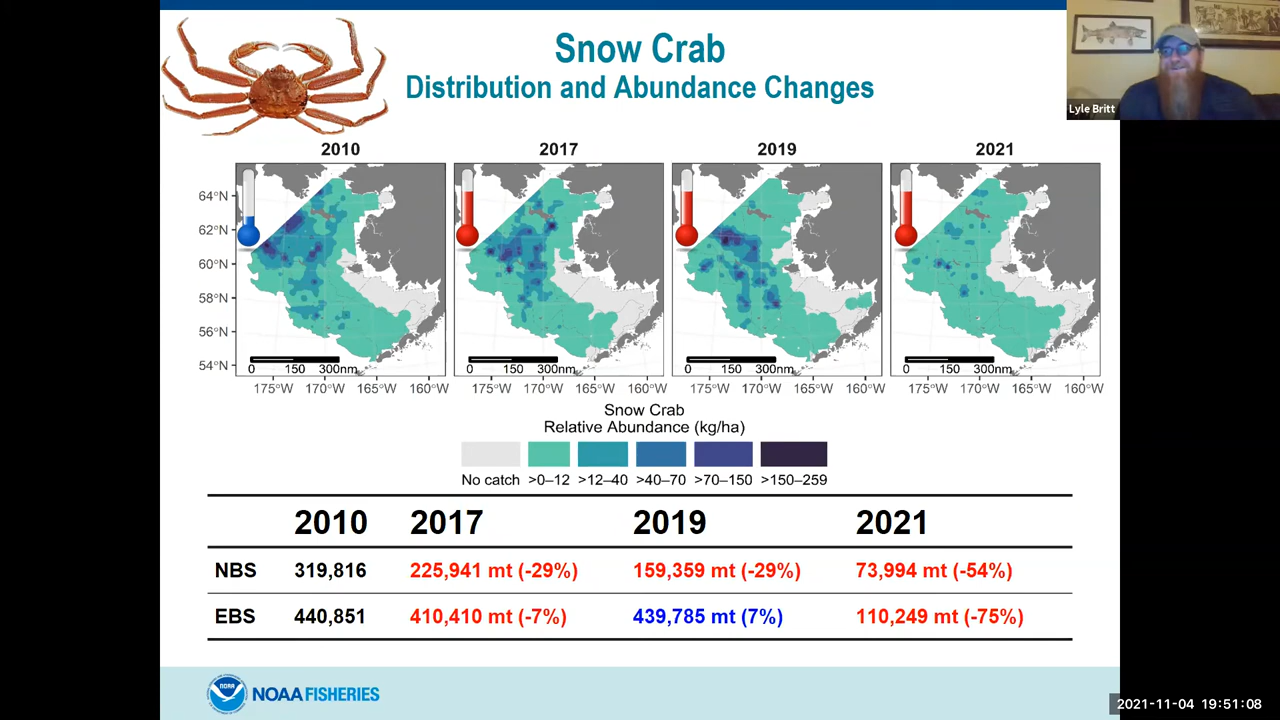 Snow Crab
Distribution and Abundance Changes
Lyle Britt
2010 2017 2019 2021
64°N
62°N
60°N
58°N
56°N
54°N
0 150 300nm 0 150 300nm 0 150 300nm 0 150 300nm
175°W 170°W 165°W 160°W 175°W 170°W 165°W 160°W 175°W 170°W 165°W 160°W 175°W 170°W 165°W 160°W
Snow Crab
Relative Abundance (kg/ha)
No catch >0–12 >12–40 >40–70 >70–150 >150–259
2010 2017 2019 2021
NBS 319,816 225,941 mt (-29%) 159,359 mt (-29%) 73,994 mt (-54%)
EBS 440,851 410,410 mt (-7%) 439,785 mt (7%) 110,249 mt (-75%)
NOAA
NOAA FISHERIES
2021-11-04 19:51:08